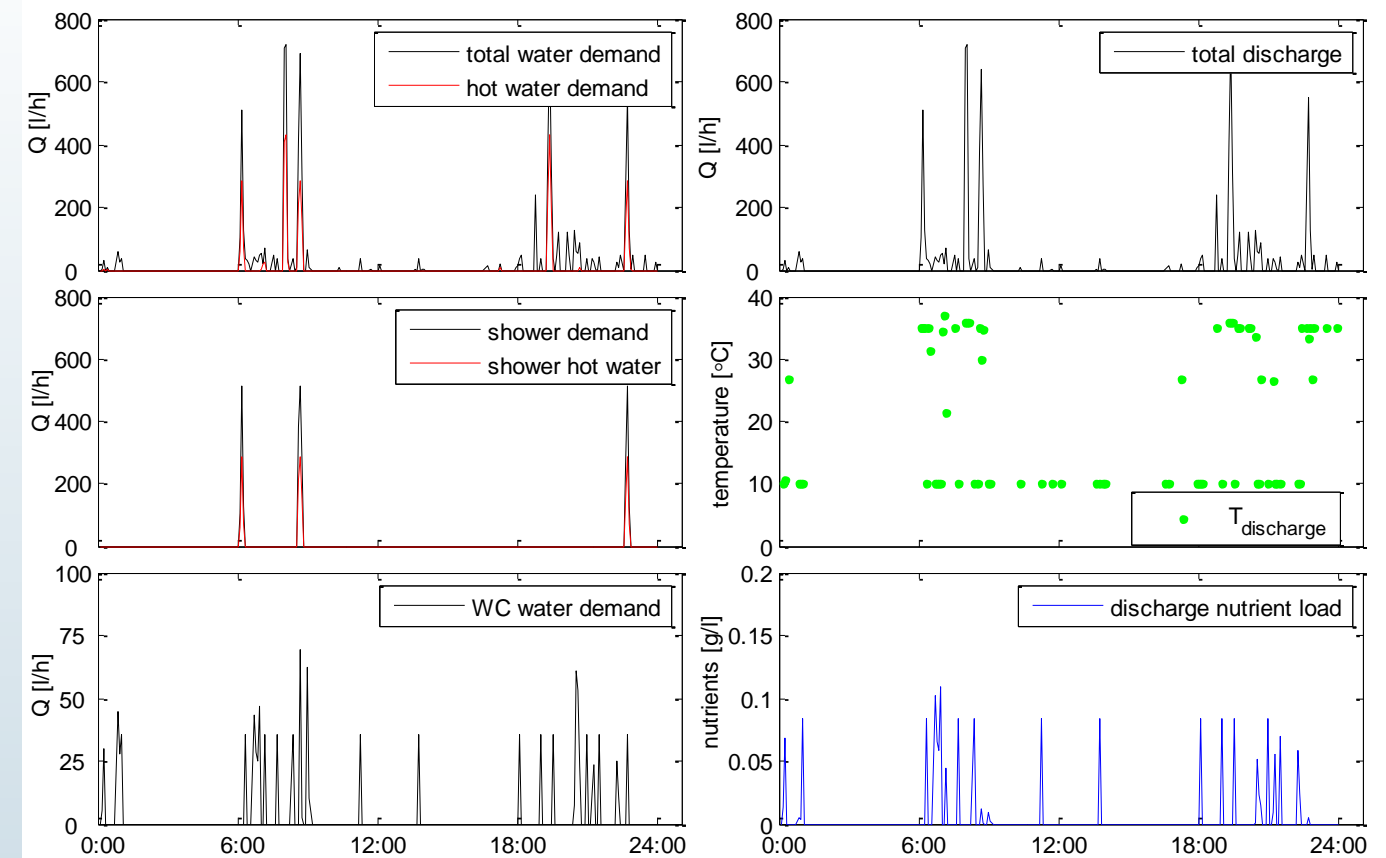 800
600
400
200
0
Q [l/h]
total water demand
hot water demand
800
600
400
200
0
Q [l/h]
total discharge
800
600
400
200
0
Q [l/h]
shower demand
shower hot water
40
30
20
10
0
temperature [°C]
T discharge
100
75
50
25
0
Q [l/h]
WC water demand
0:00 6:00 12:00 18:00 24:00
0.2
0.15
0.1
0.05
0
nutrients [g/l]
discharge nutrient load
0:00 6:00 12:00 18:00 24:00